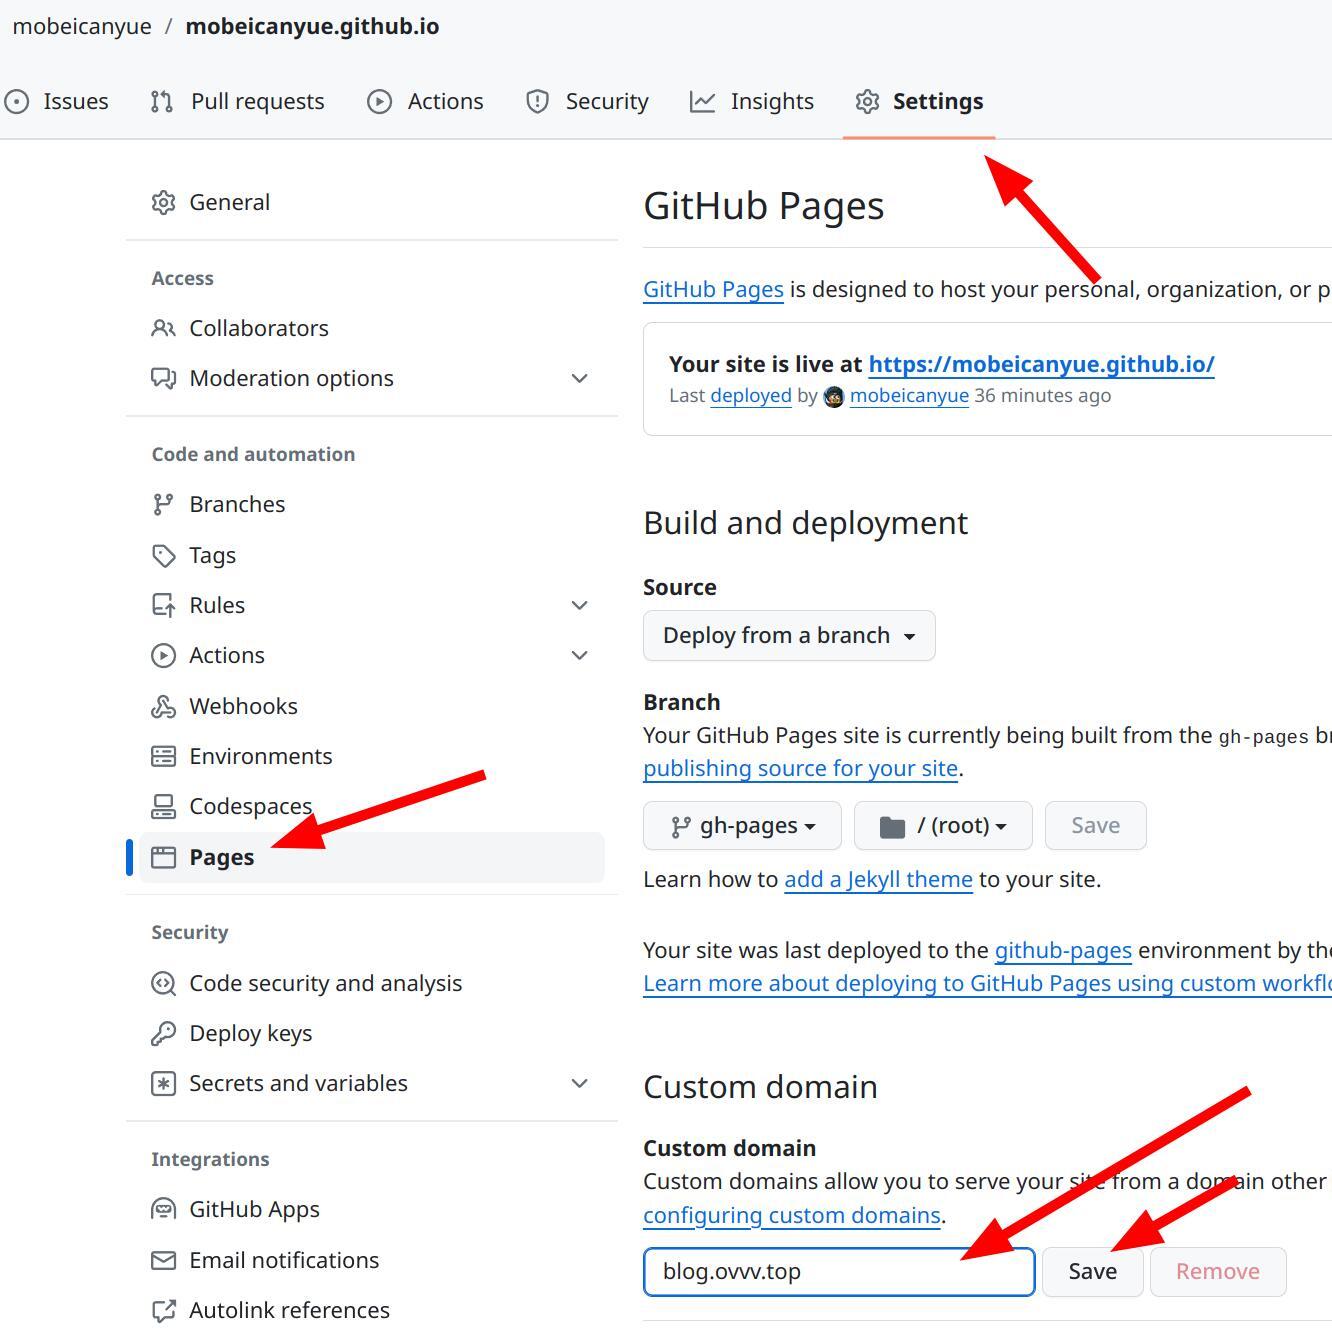 mobeicanyue / mobeicanyue.github.io
Issues Pull requests Actions Security Insights Settings
General
Access
Collaborators
Moderation options
Code and automation
Branches
Tags
Rules
Actions
Webhooks
Environments
Codespaces
Pages
Security
Code security and analysis
Deploy keys
Secrets and variables
Integrations
GitHub Apps
Email notifications
Autolink references
GitHub Pages
GitHub Pages is designed to host your personal, organization, or p
Your site is live at https://mobeicanyue.github.io/
Last deployed by mobeicanyue 36 minutes ago
Build and deployment
Source
Deploy from a branch
Branch
Your GitHub Pages site is currently being built from the gh-pages br
publishing source for your site.
gh-pages / (root) Save
Learn how to add a Jekyll theme to your site.
Your site was last deployed to the github-pages environment by the
Learn more about deploying to GitHub Pages using custom workflo
Custom domain
Custom domain
Custom domains allow you to serve your site from a domain other
configuring custom domains.
blog.ovvv.top Save Remove